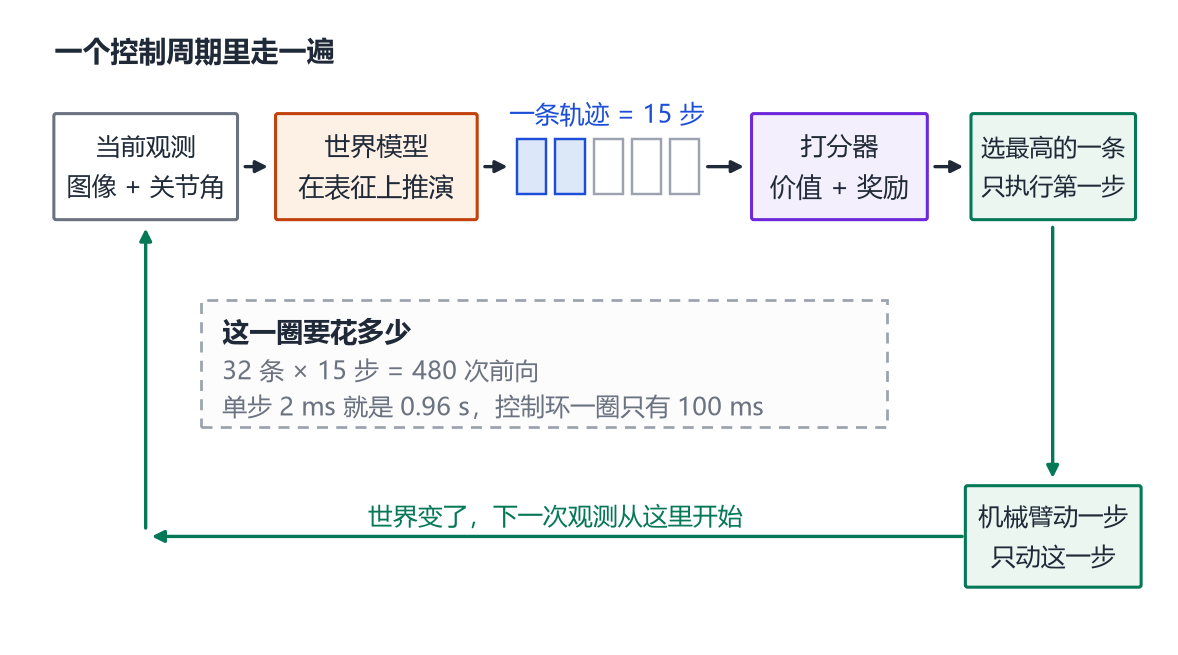 一个控制周期里走一遍
当前观测
图像 + 关节角
世界模型
在表征上推演
一条轨迹 = 15 步
打分器
价值 + 奖励
选最高的一条
只执行第一步
这一圈要花多少
32 条 × 15 步 = 480 次前向
单步 2 ms 就是 0.96 s，控制环一圈只有 100 ms
世界变了，下一次观测从这里开始
机械臂动一步
只动这一步